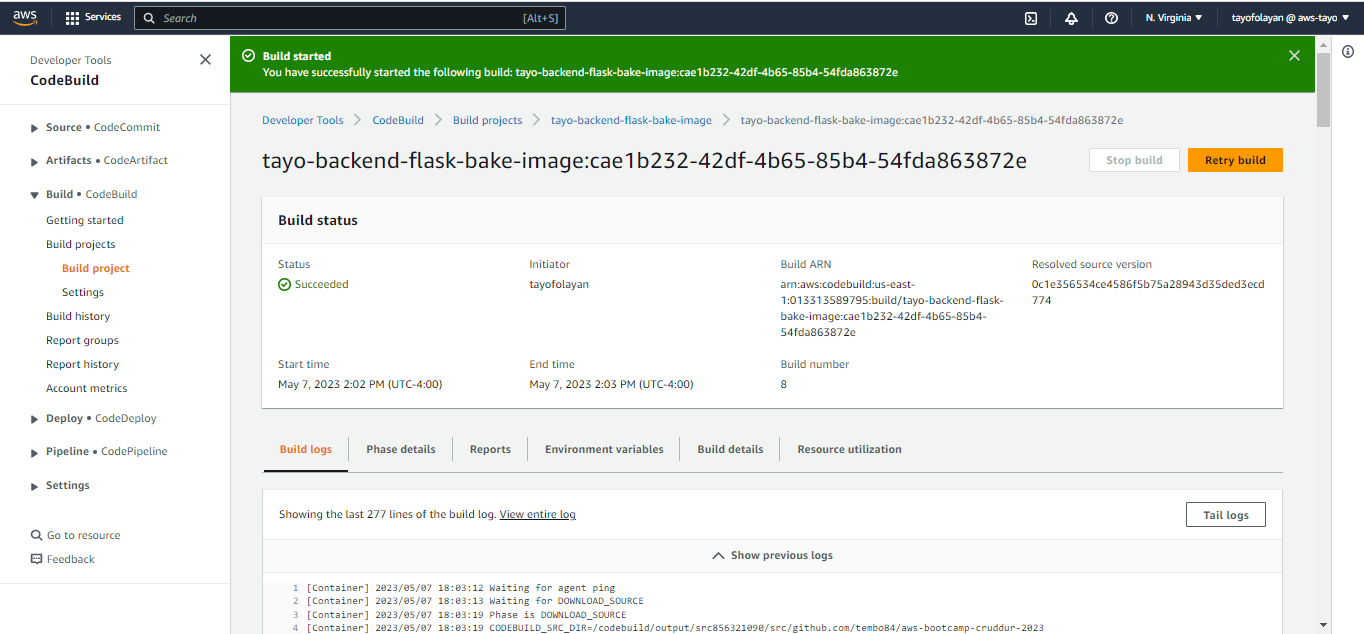 aws
Services
Search
[Alt+S]
N. Virginia
tayofolayan @ aws-tayo
Developer Tools
CodeBuild
Source • CodeCommit
Artifacts • CodeArtifact
Build • CodeBuild
Getting started
Build projects
Build project
Settings
Build history
Report groups
Report history
Account metrics
Deploy • CodeDeploy
Pipeline • CodePipeline
Settings
Go to resource
Feedback
Build started
You have successfully started the following build: tayo-backend-flask-bake-image:cae1b232-42df-4b65-85b4-54fda863872e
Developer Tools
CodeBuild
Build projects
tayo-backend-flask-bake-image
tayo-backend-flask-bake-image:cae1b232-42df-4b65-85b4-54fda863872e
tayo-backend-flask-bake-image:cae1b232-42df-4b65-85b4-54fda863872e
Stop build
Retry build
Build status
Status
Succeeded
Initiator
tayofolayan
Build ARN
arn:aws:codebuild:us-east-
1:013313589795:build/tayo-backend-flask-
bake-image:cae1b232-42df-4b65-85b4-
54fda863872e
Resolved source version
0c1e356534ce4586f5b75a28943d35ded3ecd
774
Start time
May 7, 2023 2:02 PM (UTC-4:00)
End time
May 7, 2023 2:03 PM (UTC-4:00)
Build number
8
Build logs
Phase details
Reports
Environment variables
Build details
Resource utilization
Showing the last 277 lines of the build log. View entire log
Tail logs
Show previous logs
1 [Container] 2023/05/07 18:03:12 Waiting for agent ping
2 [Container] 2023/05/07 18:03:13 Waiting for DOWNLOAD_SOURCE
3 [Container] 2023/05/07 18:03:19 Phase is DOWNLOAD_SOURCE
4 [Container] 2023/05/07 18:03:19 CODEBUILD_SRC_DIR=/codebuild/output/src856321090/src/github.com/tembo84/aws-bootcamp-cruddur-2023